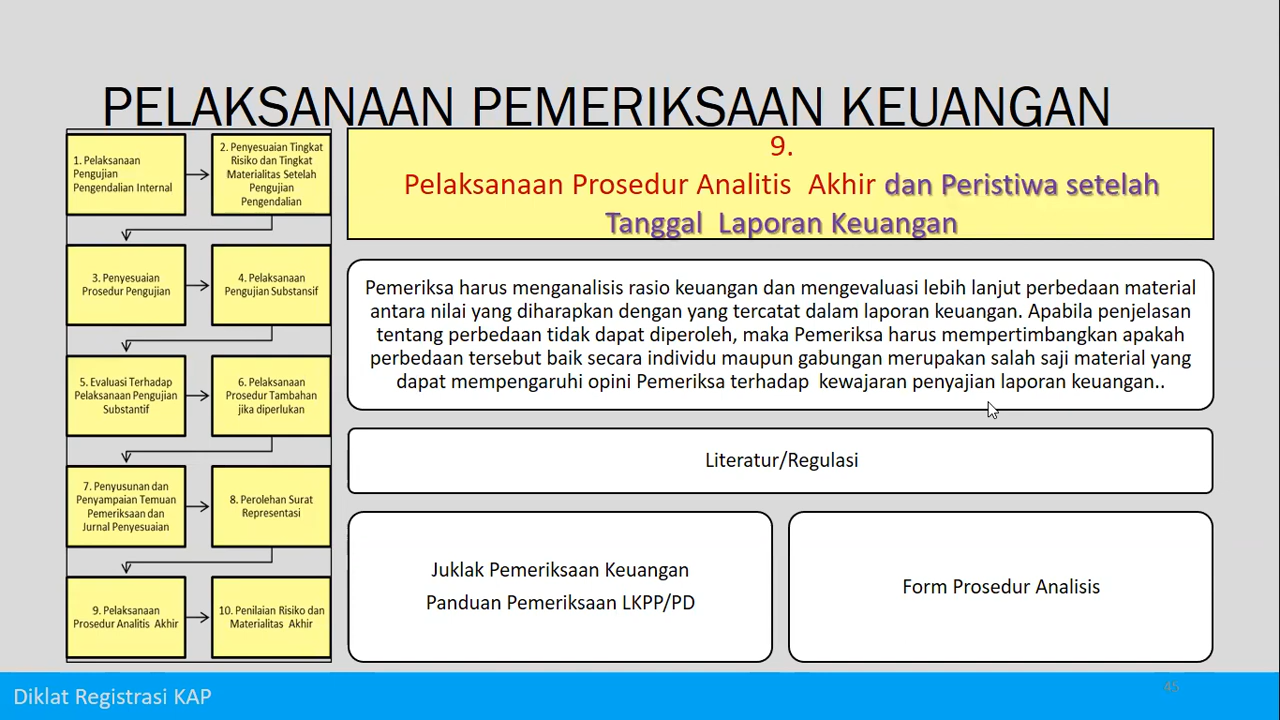 PELAKSANAAN PEMERIKSAAN KEUANGAN
1. Pelaksanaan
Pengujian
Pengendalian Internal
2. Penyesuaian Tingkat
Risiko dan Tingkat
Materialitas Setelah
Pengujian
Pengendalian
3. Penyesuaian
Prosedur Pengujian
4. Pelaksanaan
Pengujian Substansif
5. Evaluasi Terhadap
Pelaksanaan Pengujian
Substantif
6. Pelaksanaan
Prosedur Tambahan
jika diperlukan
7. Penyusunan dan
Penyampaian Temuan
Pemeriksaan dan
Jurnal Penyesuaian
8. Perolehan Surat
Representasi
9. Pelaksanaan
Prosedur Analitis Akhir
10. Penilaian Risiko dan
Materialitas Akhir
9.
Pelaksanaan Prosedur Analitis Akhir dan Peristiwa setelah
Tanggal Laporan Keuangan
Pemeriksa harus menganalisis rasio keuangan dan mengevaluasi lebih lanjut perbedaan material
antara nilai yang diharapkan dengan yang tercatat dalam laporan keuangan. Apabila penjelasan
tentang perbedaan tidak dapat diperoleh, maka Pemeriksa harus mempertimbangkan apakah
perbedaan tersebut baik secara individu maupun gabungan merupakan salah saji material yang
dapat mempengaruhi opini Pemeriksa terhadap kewajaran penyajian laporan keuangan..
Literatur/Regulasi
Juklak Pemeriksaan Keuangan
Panduan Pemeriksaan LKPP/PD
Form Prosedur Analisis
Diklat Registrasi KAP
45